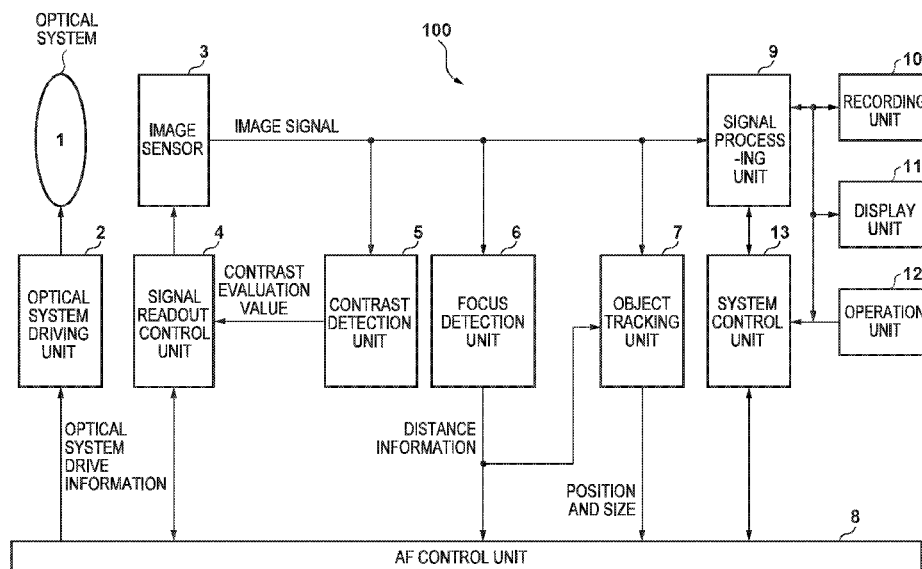 OPTICAL
SYSTEM
1
3
IMAGE
SENSOR
IMAGE SIGNAL
100
9
SIGNAL
PROCESS
-ING
UNIT
10
RECORDING
UNIT
11
DISPLAY
UNIT
12
OPERATION
UNIT
2
OPTICAL
SYSTEM
DRIVING
UNIT
4
SIGNAL
READOUT
CONTROL
UNIT
CONTRAST
EVALUATION
VALUE
5
CONTRAST
DETECTION
UNIT
6
FOCUS
DETECTION
UNIT
7
OBJECT
TRACKING
UNIT
13
SYSTEM
CONTROL
UNIT
OPTICAL
SYSTEM
DRIVE
INFORMATION
DISTANCE
INFORMATION
POSITION
AND SIZE
8
AF CONTROL UNIT